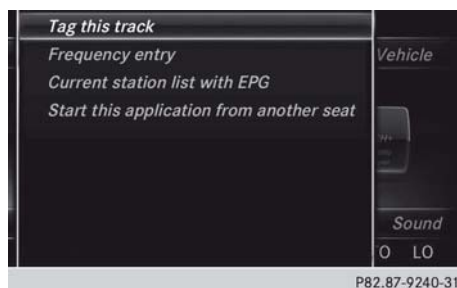 Tag this track
Frequency entry
Vehicle
Current station list with EPG
Start this application from another seat
Sound
O LO
P82.87-9240-31